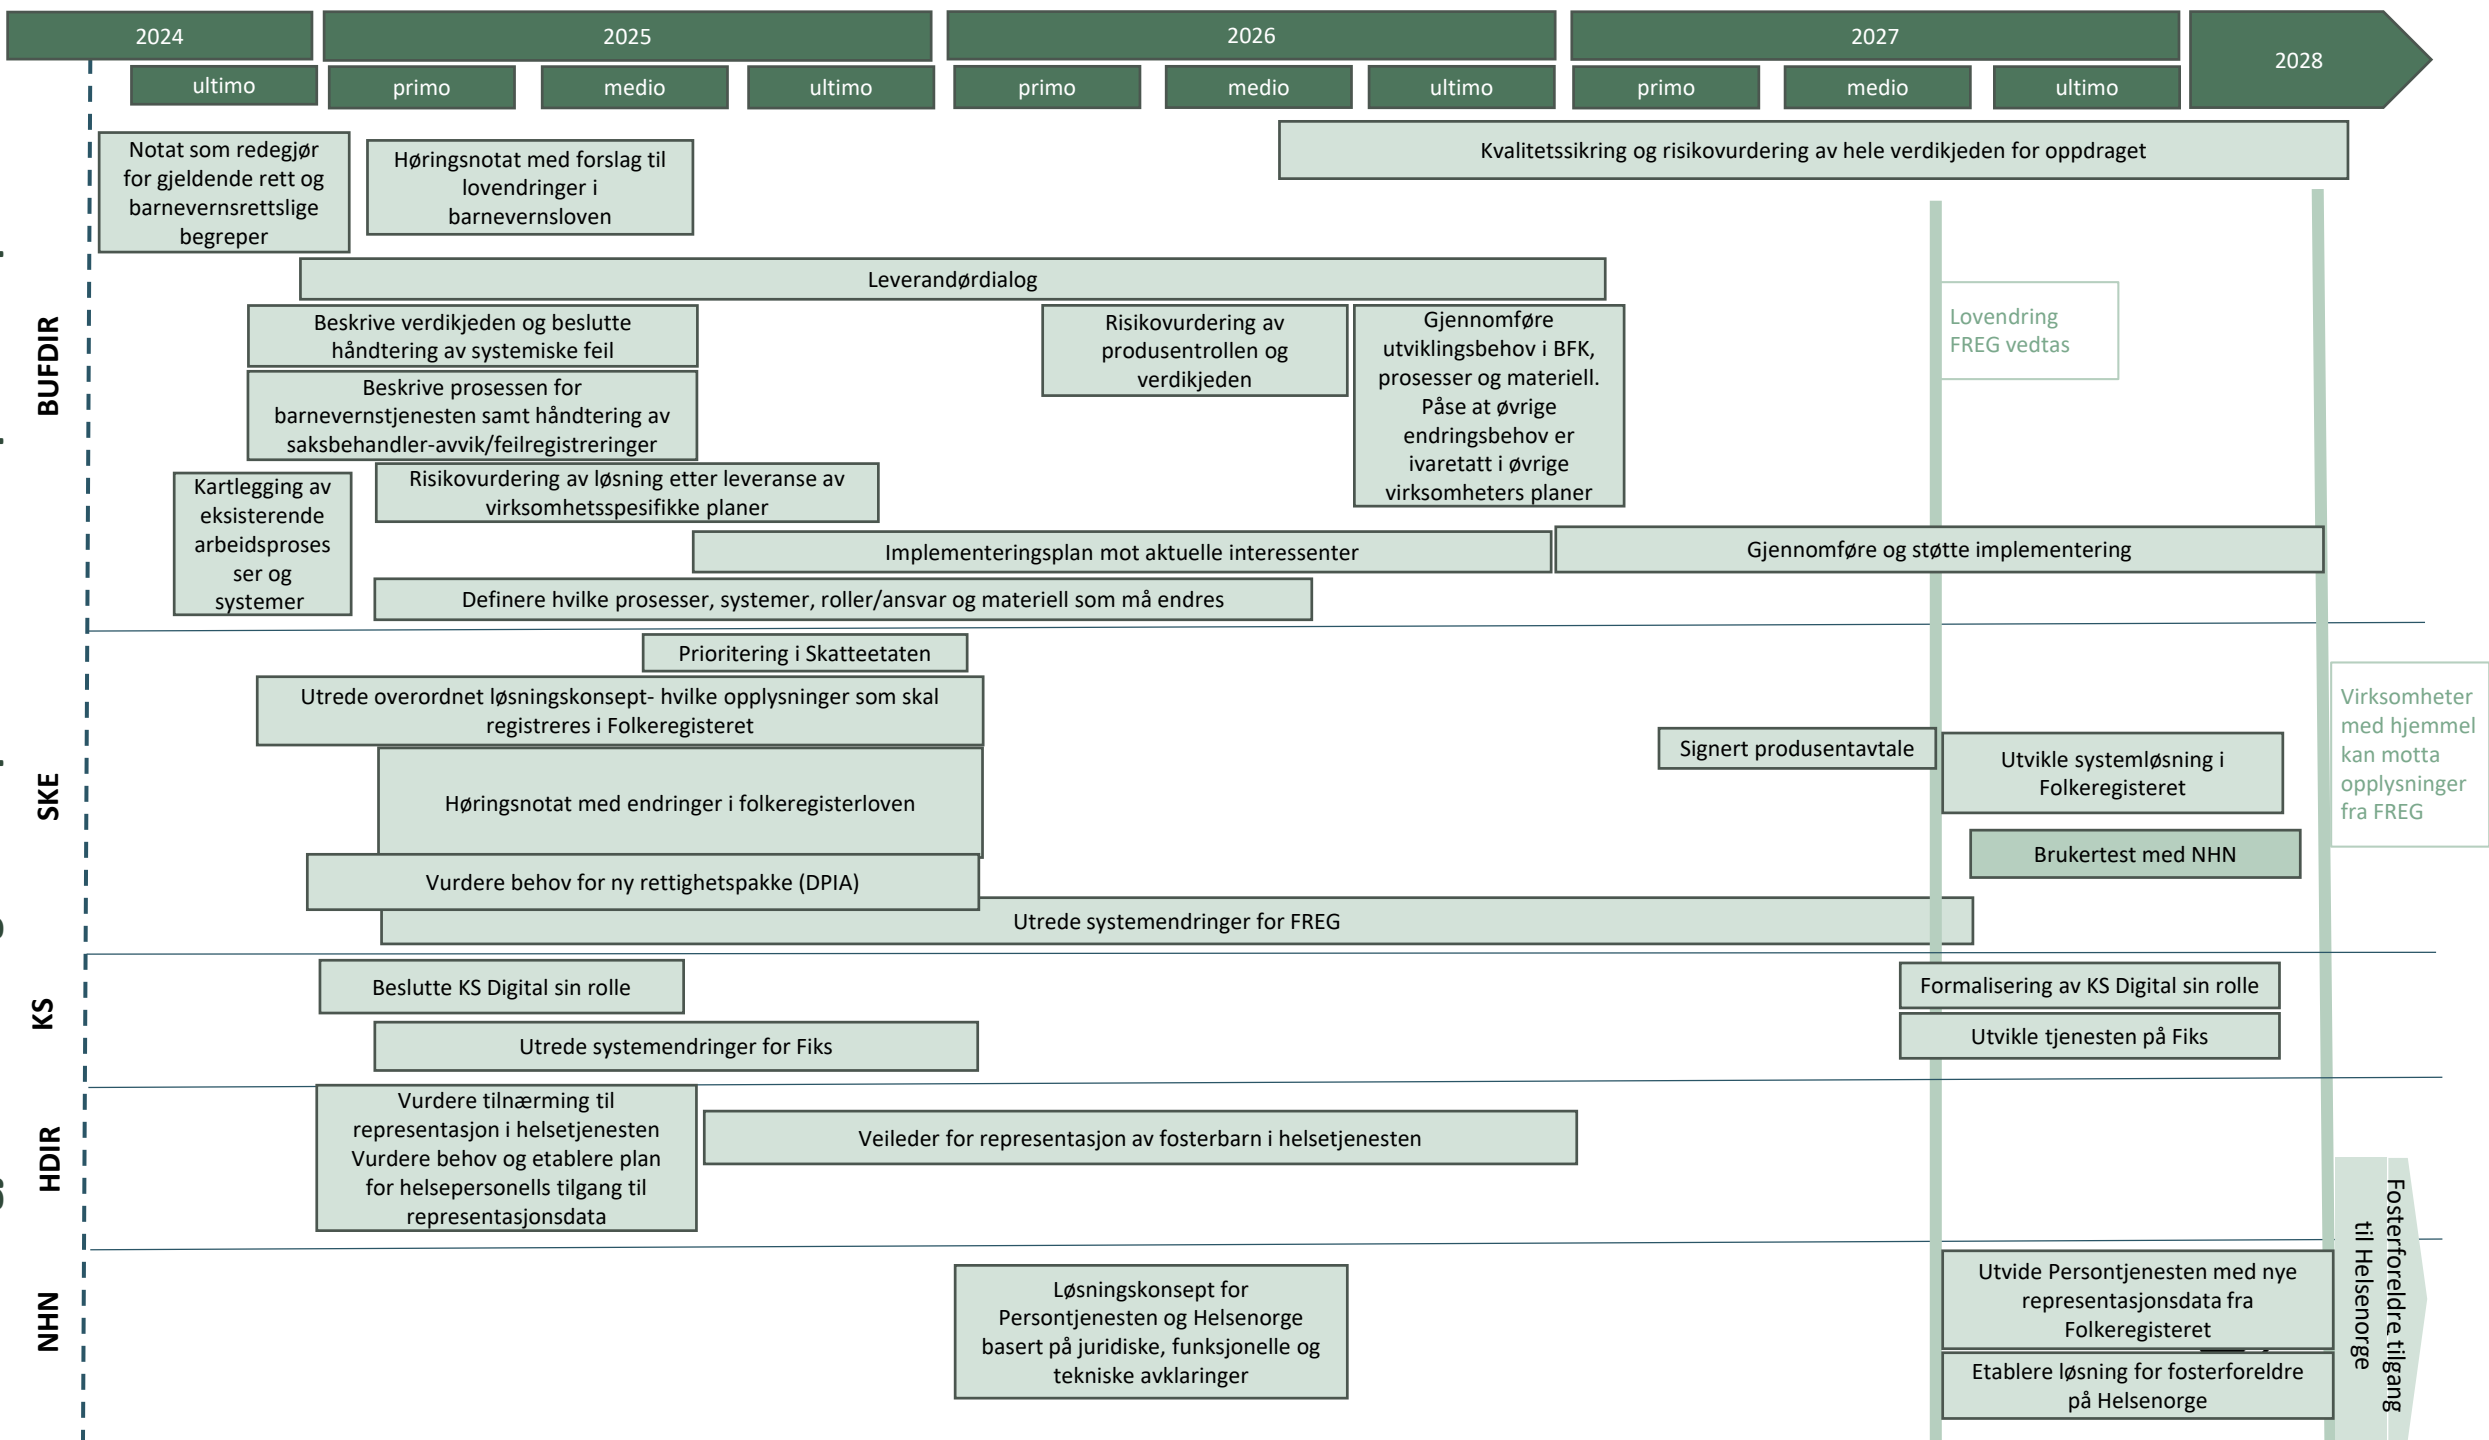 2024
2025
2026
2027
2028
ultimo
primo
medio
ultimo
primo
medio
ultimo
primo
medio
ultimo
BUFDIR
Notat som redegjør
for gjeldende rett og
barnevernsrettslige
begreper
Høringsnotat med forslag til
lovendringer i
barnevernsloven
Kvalitetssikring og risikovurdering av hele verdikjeden for oppdraget
Leverandørdialog
Beskrive verdikjeden og beslutte
håndtering av systemiske feil
Beskrive prosessen for
barnevernstjenesten samt håndtering av
saksbehandler-avvik/feilregistreringer
Risikovurdering av
produsentrollen og
verdikjeden
Gjennomføre
utviklingsbehov i BFK,
prosesser og materiell.
Påse at øvrige
endringsbehov er
ivaretatt i øvrige
virksomheters planer
Lovendring
FREG vedtas
Kartlegging av
eksisterende
arbeidsproses
ser og
systemer
Risikovurdering av løsning etter leveranse av
virksomhetsspesifikke planer
Implementeringsplan mot aktuelle interessenter
Gjennomføre og støtte implementering
Definere hvilke prosesser, systemer, roller/ansvar og materiell som må endres
SKE
Prioritering i Skatteetaten
Utrede overordnet løsningskonsept- hvilke opplysninger som skal
registreres i Folkeregisteret
Høringsnotat med endringer i folkeregisterloven
Vurdere behov for ny rettighetspakke (DPIA)
Utrede systemendringer for FREG
Signert produsentavtale
Utvikle systemløsning i
Folkeregisteret
Brukertest med NHN
Virksomheter
med hjemmel
kan motta
opplysninger
fra FREG
KS
Beslutte KS Digital sin rolle
Utrede systemendringer for Fiks
Formalisering av KS Digital sin rolle
Utvikle tjenesten på Fiks
HDIR
Vurdere tilnærming til
representasjon i helsetjenesten
Vurdere behov og etablere plan
for helsepersonells tilgang til
representasjonsdata
Veileder for representasjon av fosterbarn i helsetjenesten
NHN
Løsningskonsept for
Persontjenesten og Helsenorge
basert på juridiske, funksjonelle og
tekniske avklaringer
Utvide Persontjenesten med nye
representasjonsdata fra
Folkeregisteret
Etablere løsning for fosterforeldre
på Helsenorge
Fosterforeldre tilgang
til Helsenorge